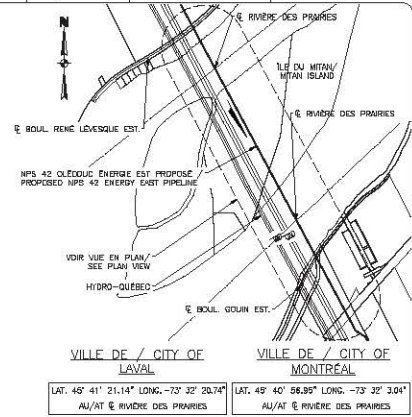 N
℄ RIVIÈRE DES PRAIRIES
ÎLE DU MITAN/
MITAN ISLAND
℄ RIVIÈRE DES PRAIRIES
℄ BOUL. RENÉ LÉVESQUE EST.
NPS 42 OLÉODUC ÉNERGIE EST PROPOSÉ
PROPOSED NPS 42 ENERGY EAST PIPELINE
VOIR VUE EN PLAN/
SEE PLAN VIEW
HYDRO-QUÉBEC
℄ BOUL. GOUIN EST.
VILLE DE / CITY OF
LAVAL
VILLE DE / CITY OF
MONTRÉAL
LAT. 45° 41' 21.14" LONG. -73° 32' 20.74"
AU/AT ℄ RIVIÈRE DES PRAIRIES
LAT. 45° 40' 56.95" LONG. -73° 32' 3.04"
AU/AT ℄ RIVIÈRE DES PRAIRIES